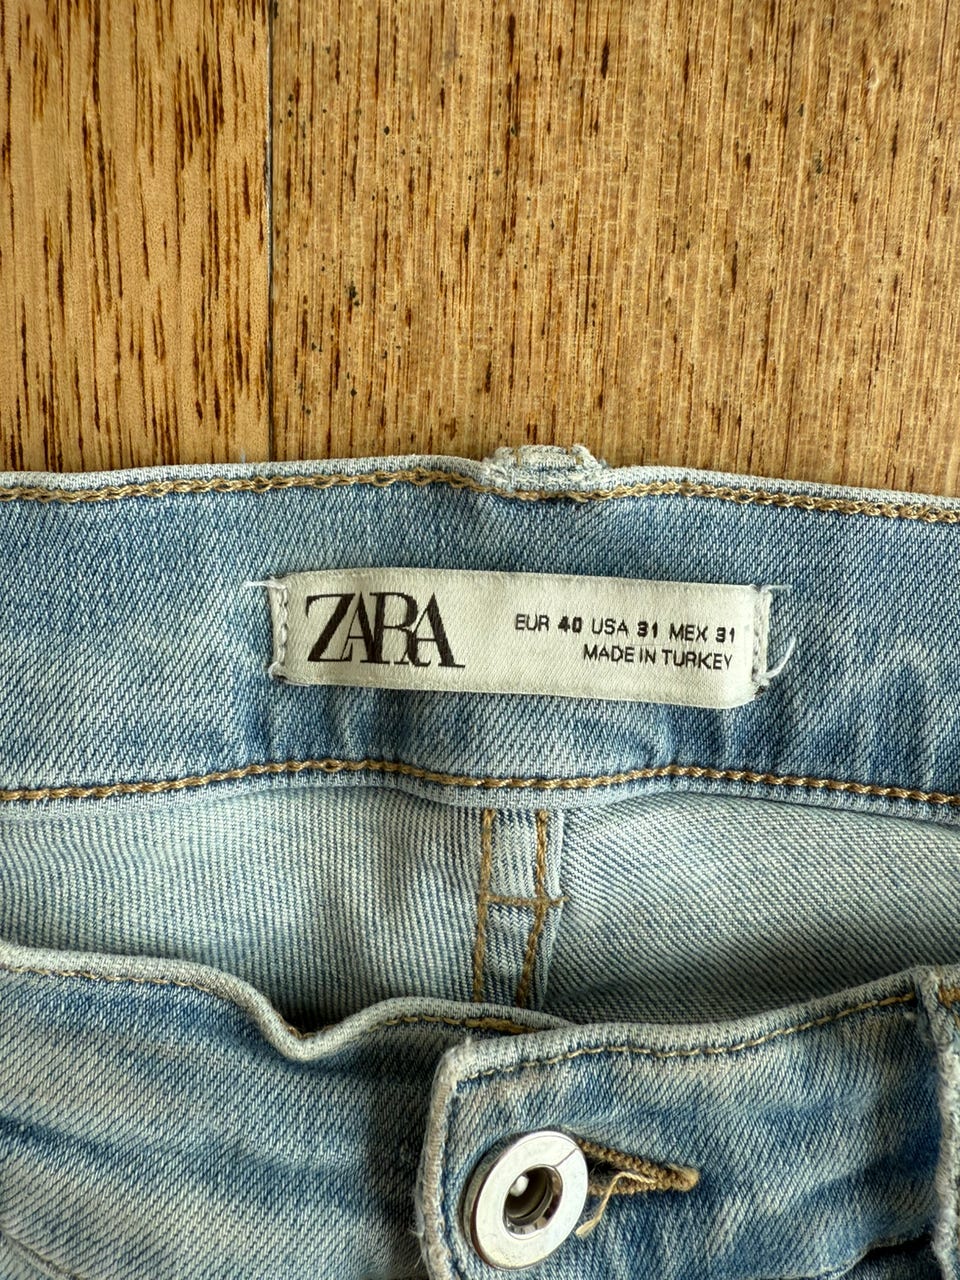 ZARA
EUR 40 USA 31 MEX 31
MADE IN TURKEY